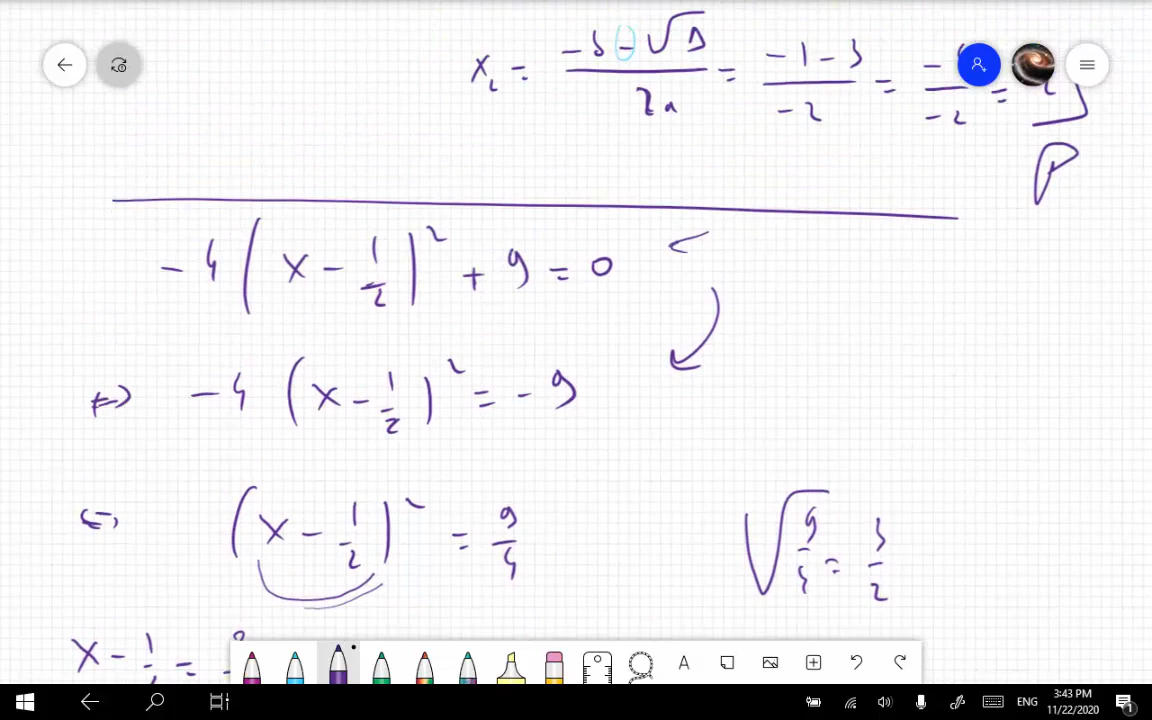 x₂ = (-b - √Δ)/2a = (-1 - 3)/-2 = -4/-2 =
-4(x - 1/2)² + 9 = 0
⇔ -4(x - 1/2)² = -9
⇔ (x - 1/2)² = 9/4
√(9/4) = 3/2
x - 1/
ENG
3:43 PM
11/22/2020